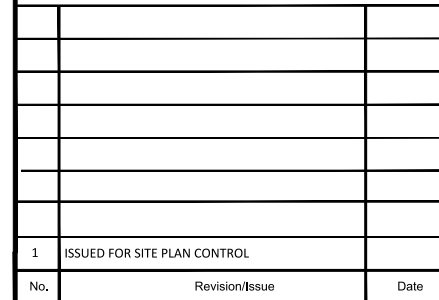 1 ISSUED FOR SITE PLAN CONTROL
No. Revision/Issue Date